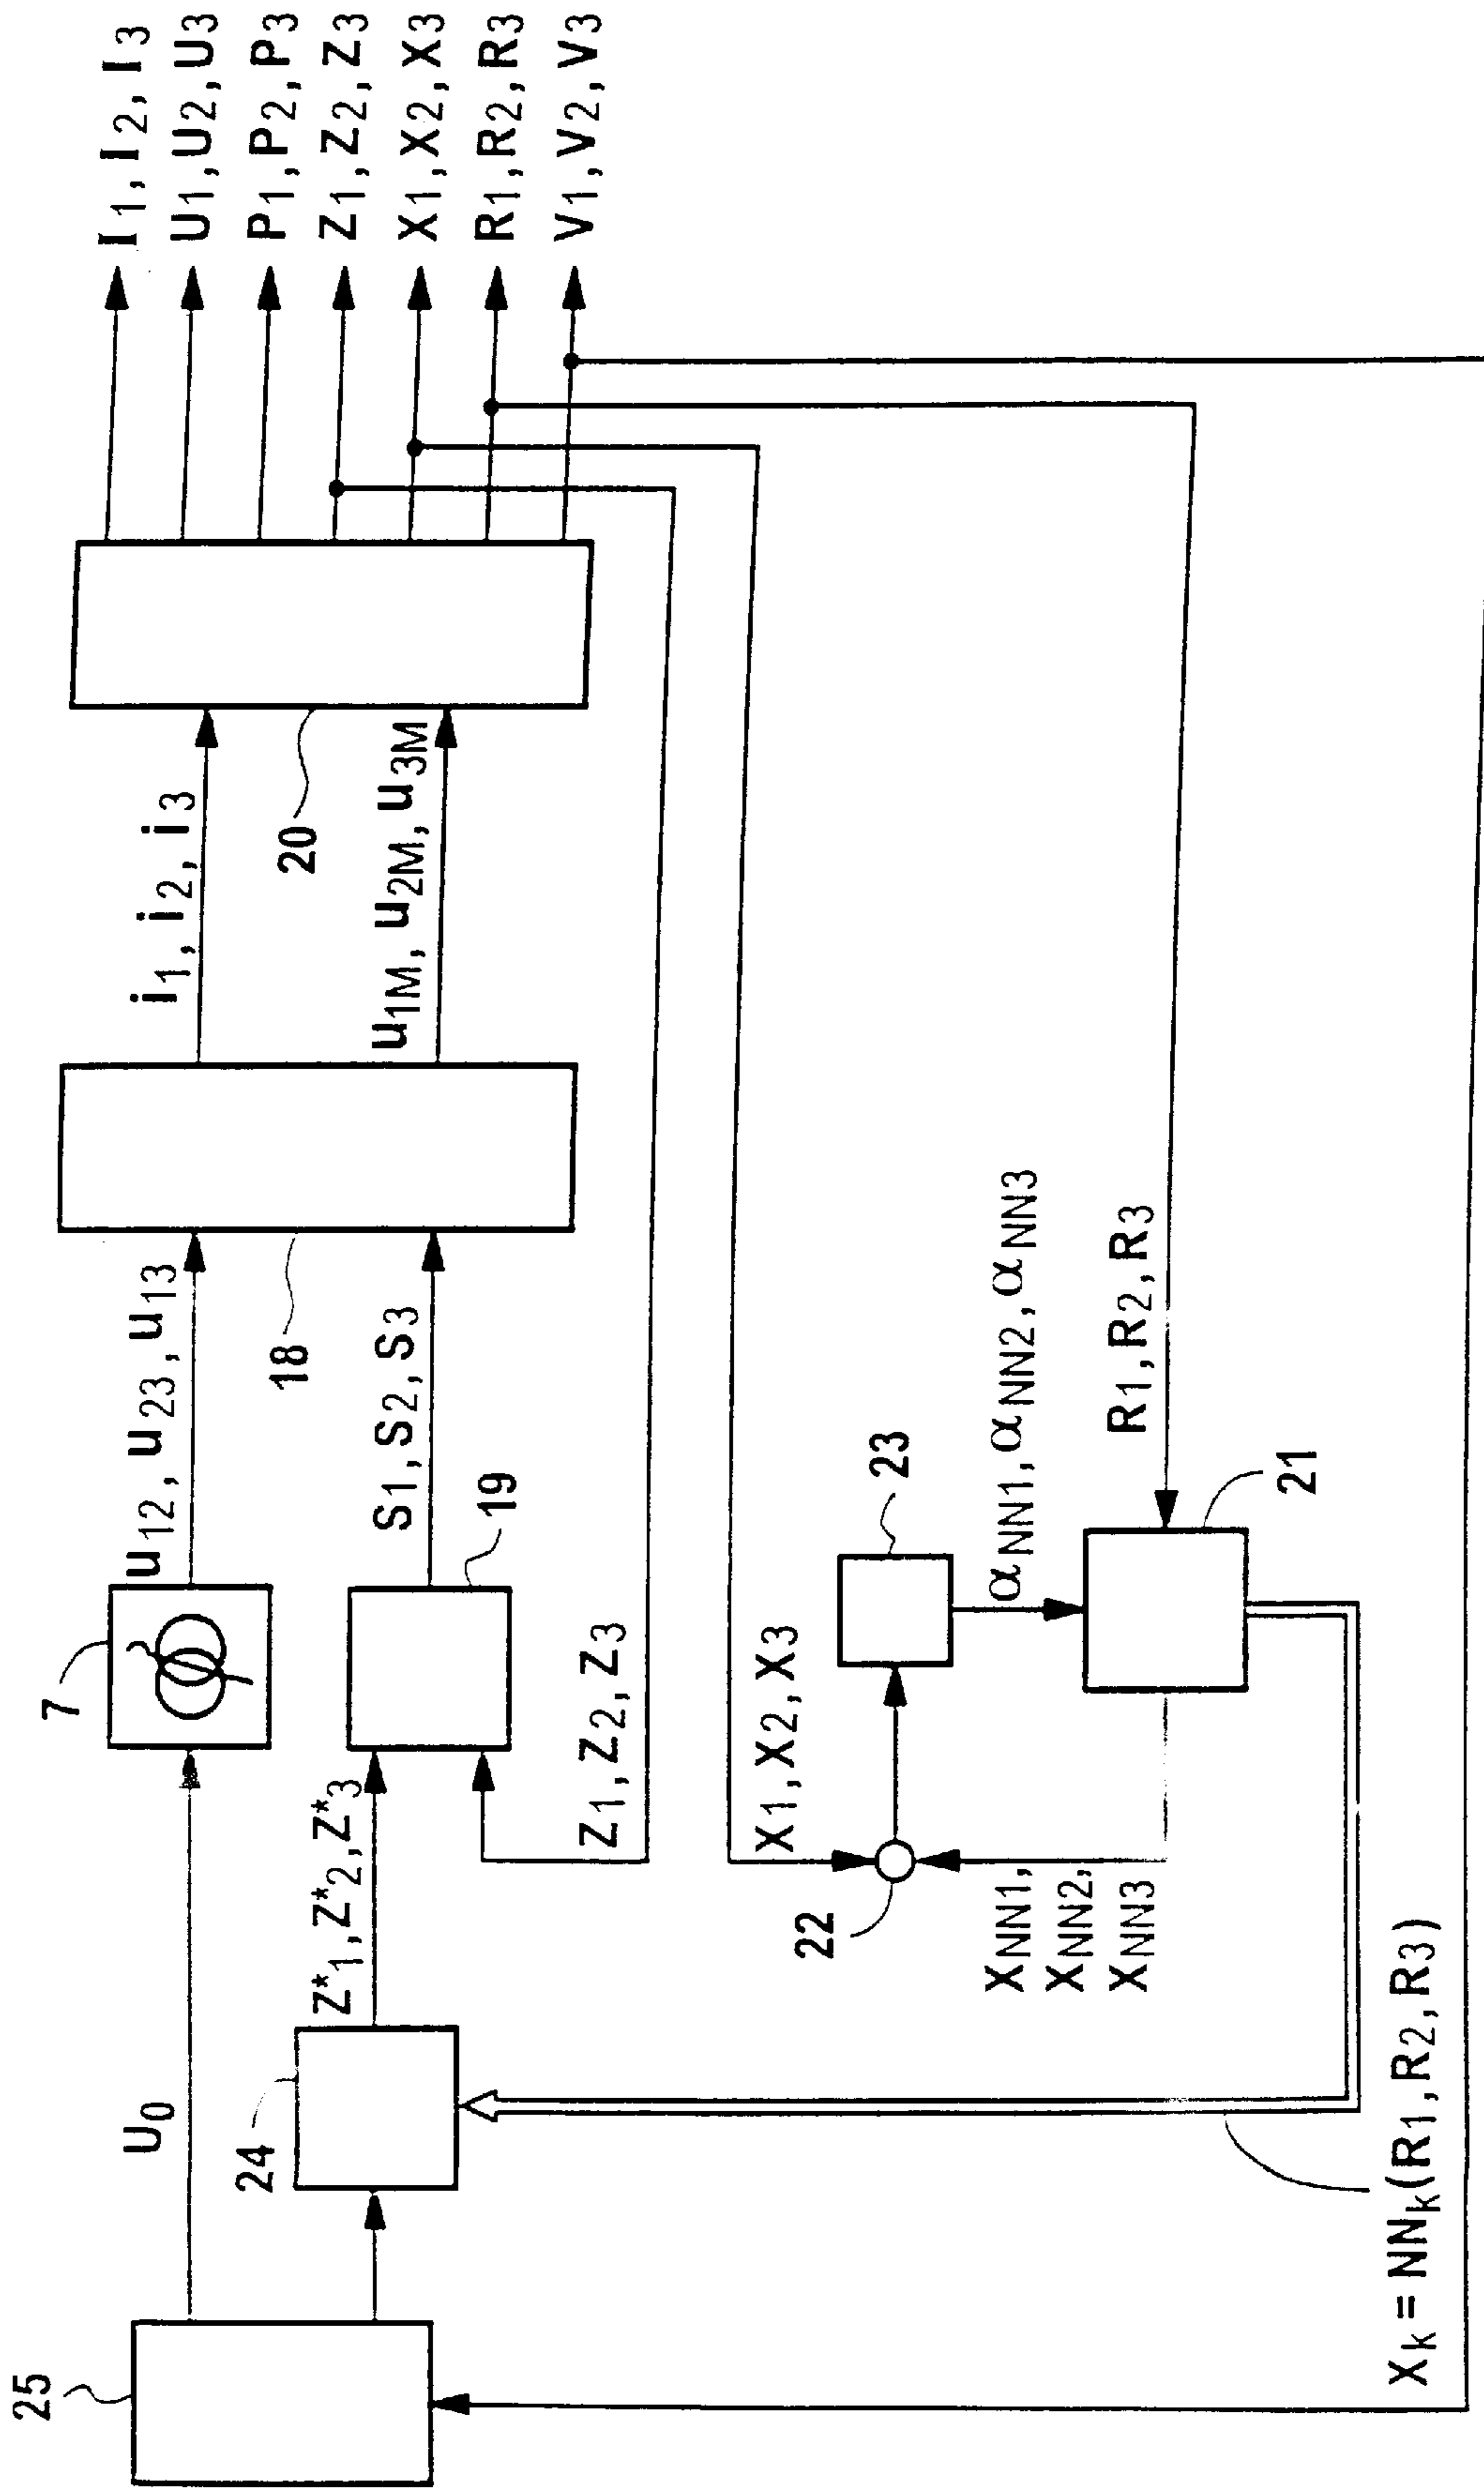 25
U0
24
7
Z*1, Z*2, Z*3
u12, u23, u13
S1, S2, S3
19
18
Z1, Z2, Z3
i1, i2, i3
u1M, u2M, u3M
20
I1, I2, I3
U1, U2, U3
P1, P2, P3
Z1, Z2, Z3
X1, X2, X3
R1, R2, R3
V1, V2, V3
X1, X2, X3
22
23
XNN1,
XNN2,
XNN3
αNN1, αNN2, αNN3
R1, R2, R3
21
Xk = NNk(R1, R2, R3)